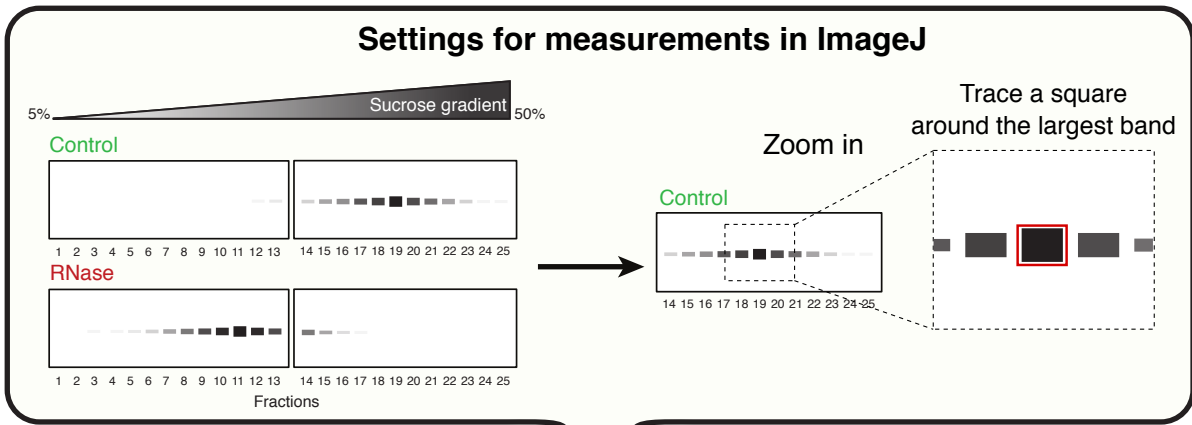 Settings for measurements in ImageJ
5%
Sucrose gradient
50%
Control
1 2 3 4 5 6 7 8 9 10 11 12 13 14 15 16 17 18 19 20 21 22 23 24 25
RNase
1 2 3 4 5 6 7 8 9 10 11 12 13 14 15 16 17 18 19 20 21 22 23 24 25
Fractions
Zoom in
Control
14 15 16 17 18 19 20 21 22 23 24 25
Trace a square
around the largest band